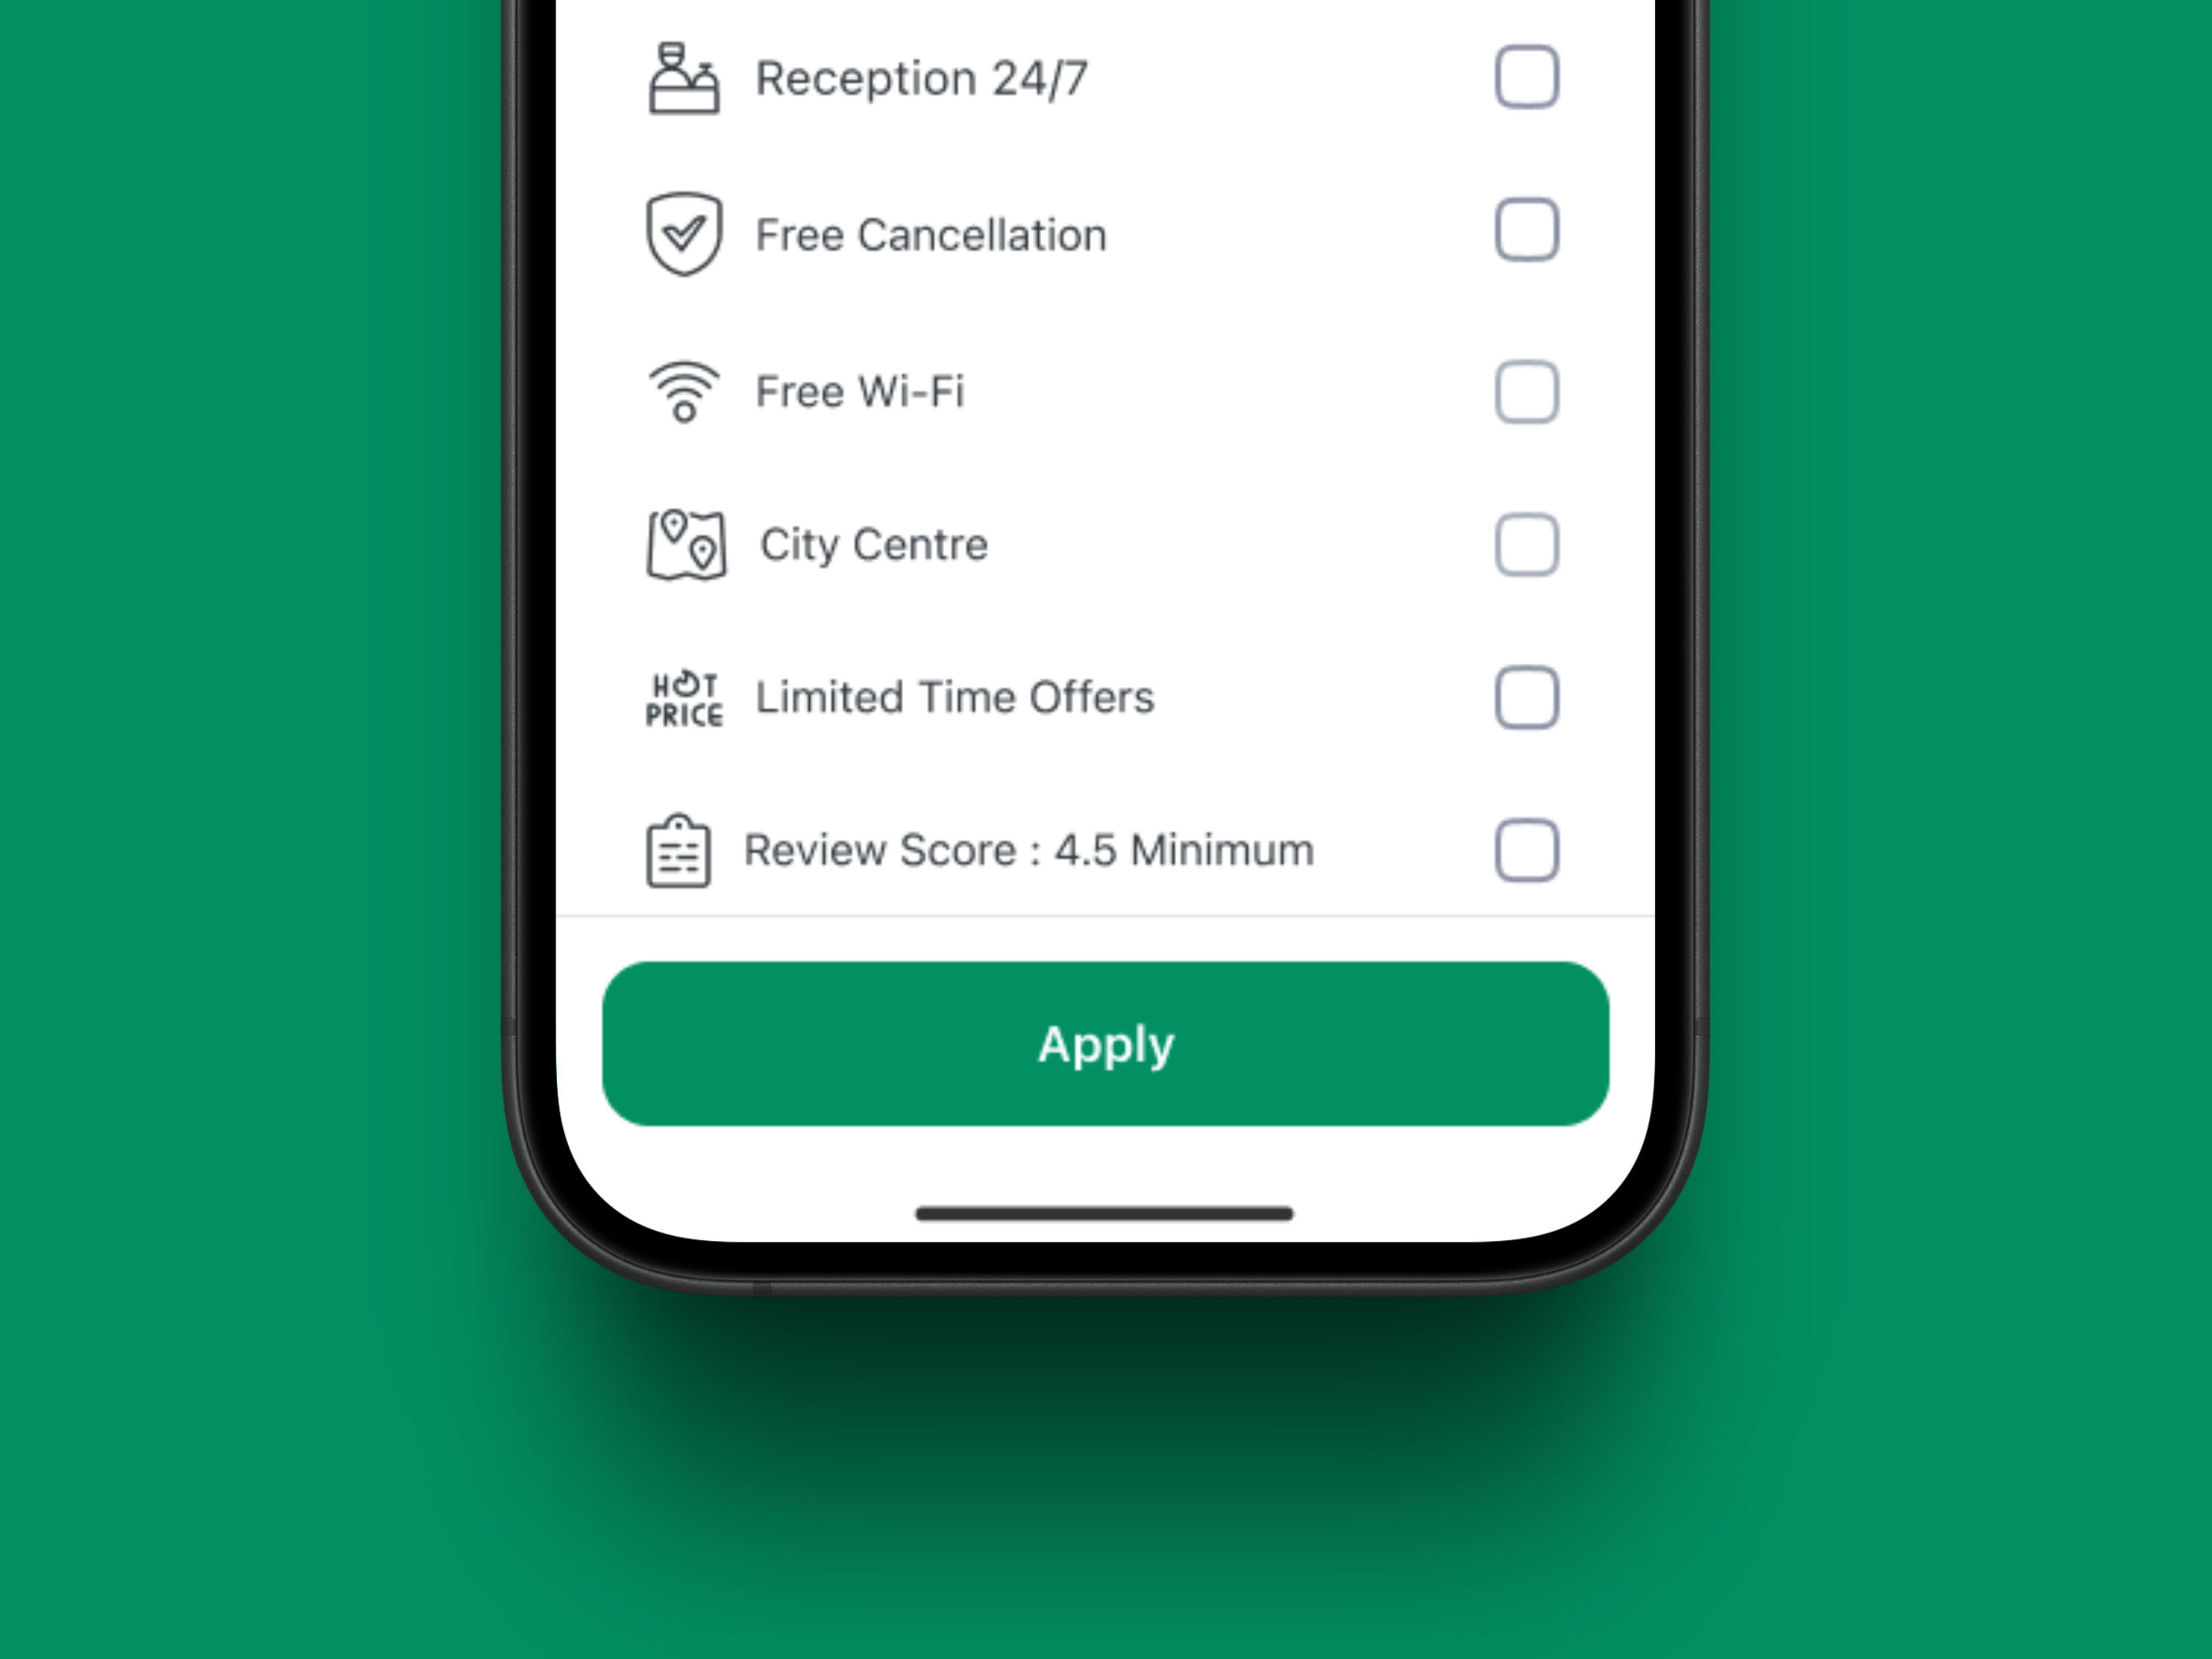 Reception 24/7
Free Cancellation
Free Wi-Fi
City Centre
HOT
PRICE
Limited Time Offers
Review Score : 4.5 Minimum
Apply